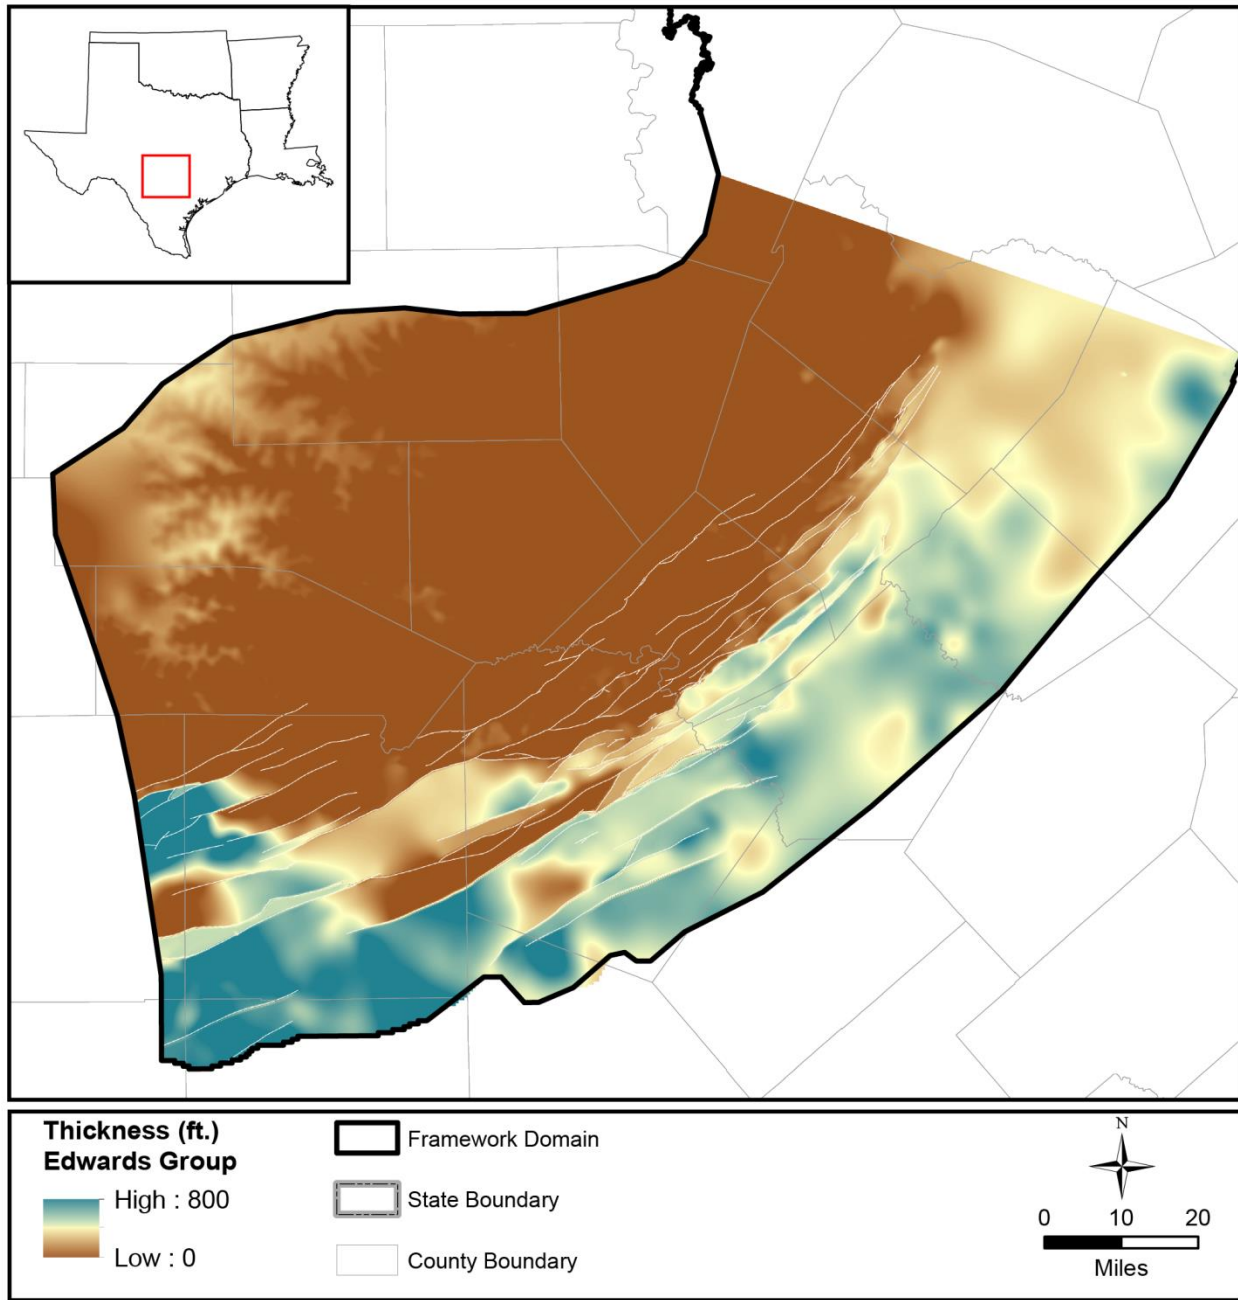 Thickness (ft.)
Edwards Group
High : 800
Low : 0
Framework Domain
State Boundary
County Boundary
N
0 10 20
Miles